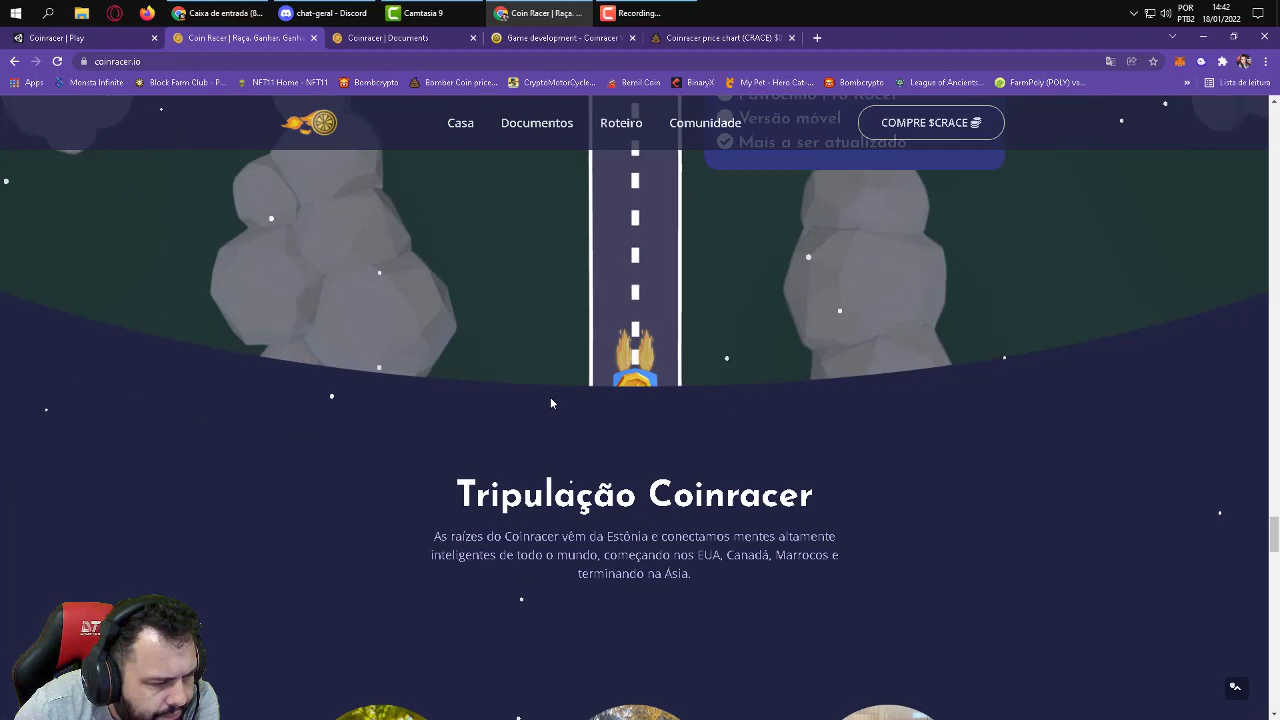 Caixa de entrada (8...
chat-geral - Discord
Camtasia 9
Coin Racer | Raça. ...
Recording...
POR
PTB2
14:42
18/01/2022
Coinracer | Play
Coin Racer | Raça. Ganhar. Ganha
Coinracer | Documents
Game development - Coinracer
Coinracer price chart (CRACE) $0
coinracer.io
Apps
Monsta Infinite
Block Farm Club - P...
NFT11 Home - NFT11
Bombcrypto
Bomber Coin price...
CryptoMotorCycle...
Bemil Coin
BinaryX
My Pet - Hero Cat-...
Bombcrypto
League of Ancients...
FarmPoly (POLY) va...
Lista de leitura
Patrocínio Pro Racer
Casa
Documentos
Roteiro
Comunidade
COMPRE $CRACE
Versão móvel
Mais a ser atualizado
Tripulação Coinracer
As raízes do Coinracer vêm da Estônia e conectamos mentes altamente
inteligentes de todo o mundo, começando nos EUA, Canadá, Marrocos e
terminando na Ásia.